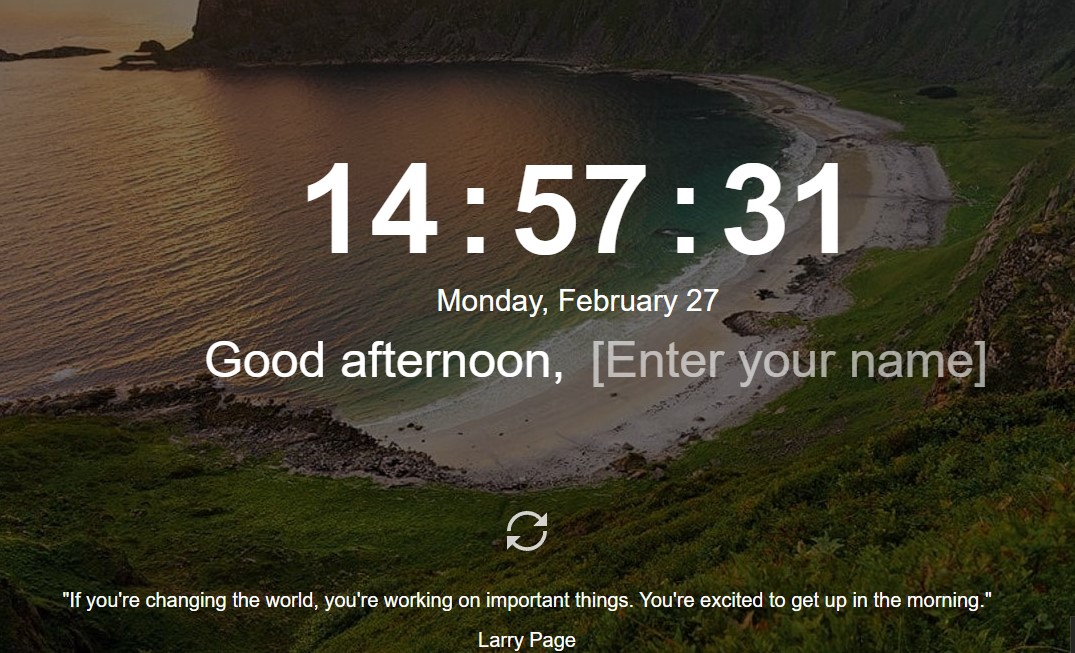 14:57:31
Monday, February 27
Good afternoon, [Enter your name]
"If you're changing the world, you're working on important things. You're excited to get up in the morning."
Larry Page